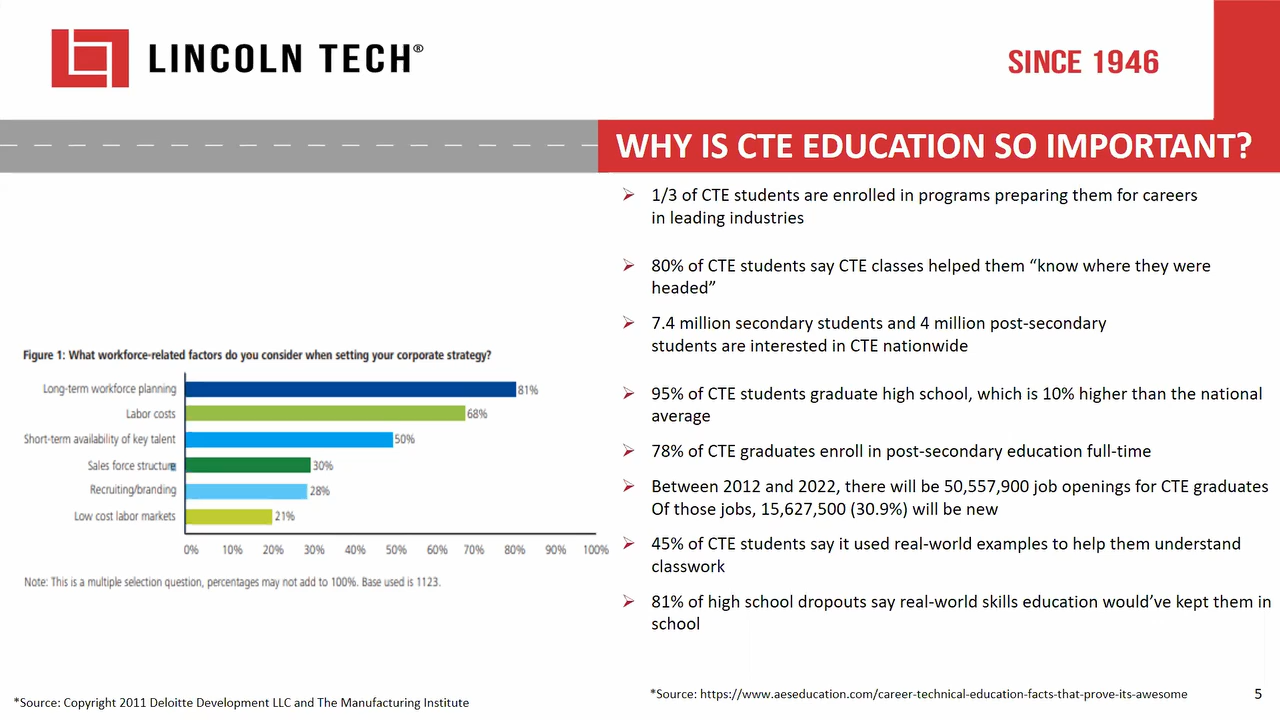 LINCOLN TECH®
SINCE 1946
WHY IS CTE EDUCATION SO IMPORTANT?
Figure 1: What workforce-related factors do you consider when setting your corporate strategy?
Long-term workforce planning 81%
Labor costs 68%
Short-term availability of key talent 50%
Sales force structure 30%
Recruiting/branding 28%
Low cost labor markets 21%
0% 10% 20% 30% 40% 50% 60% 70% 80% 90% 100%
Note: This is a multiple selection question, percentages may not add to 100%. Base used is 1123.
*Source: Copyright 2011 Deloitte Development LLC and The Manufacturing Institute
1/3 of CTE students are enrolled in programs preparing them for careers
in leading industries
80% of CTE students say CTE classes helped them “know where they were
headed”
7.4 million secondary students and 4 million post-secondary
students are interested in CTE nationwide
95% of CTE students graduate high school, which is 10% higher than the national
average
78% of CTE graduates enroll in post-secondary education full-time
Between 2012 and 2022, there will be 50,557,900 job openings for CTE graduates
Of those jobs, 15,627,500 (30.9%) will be new
45% of CTE students say it used real-world examples to help them understand
classwork
81% of high school dropouts say real-world skills education would’ve kept them in
school
*Source: https://www.aeseducation.com/career-technical-education-facts-that-prove-its-awesome
5